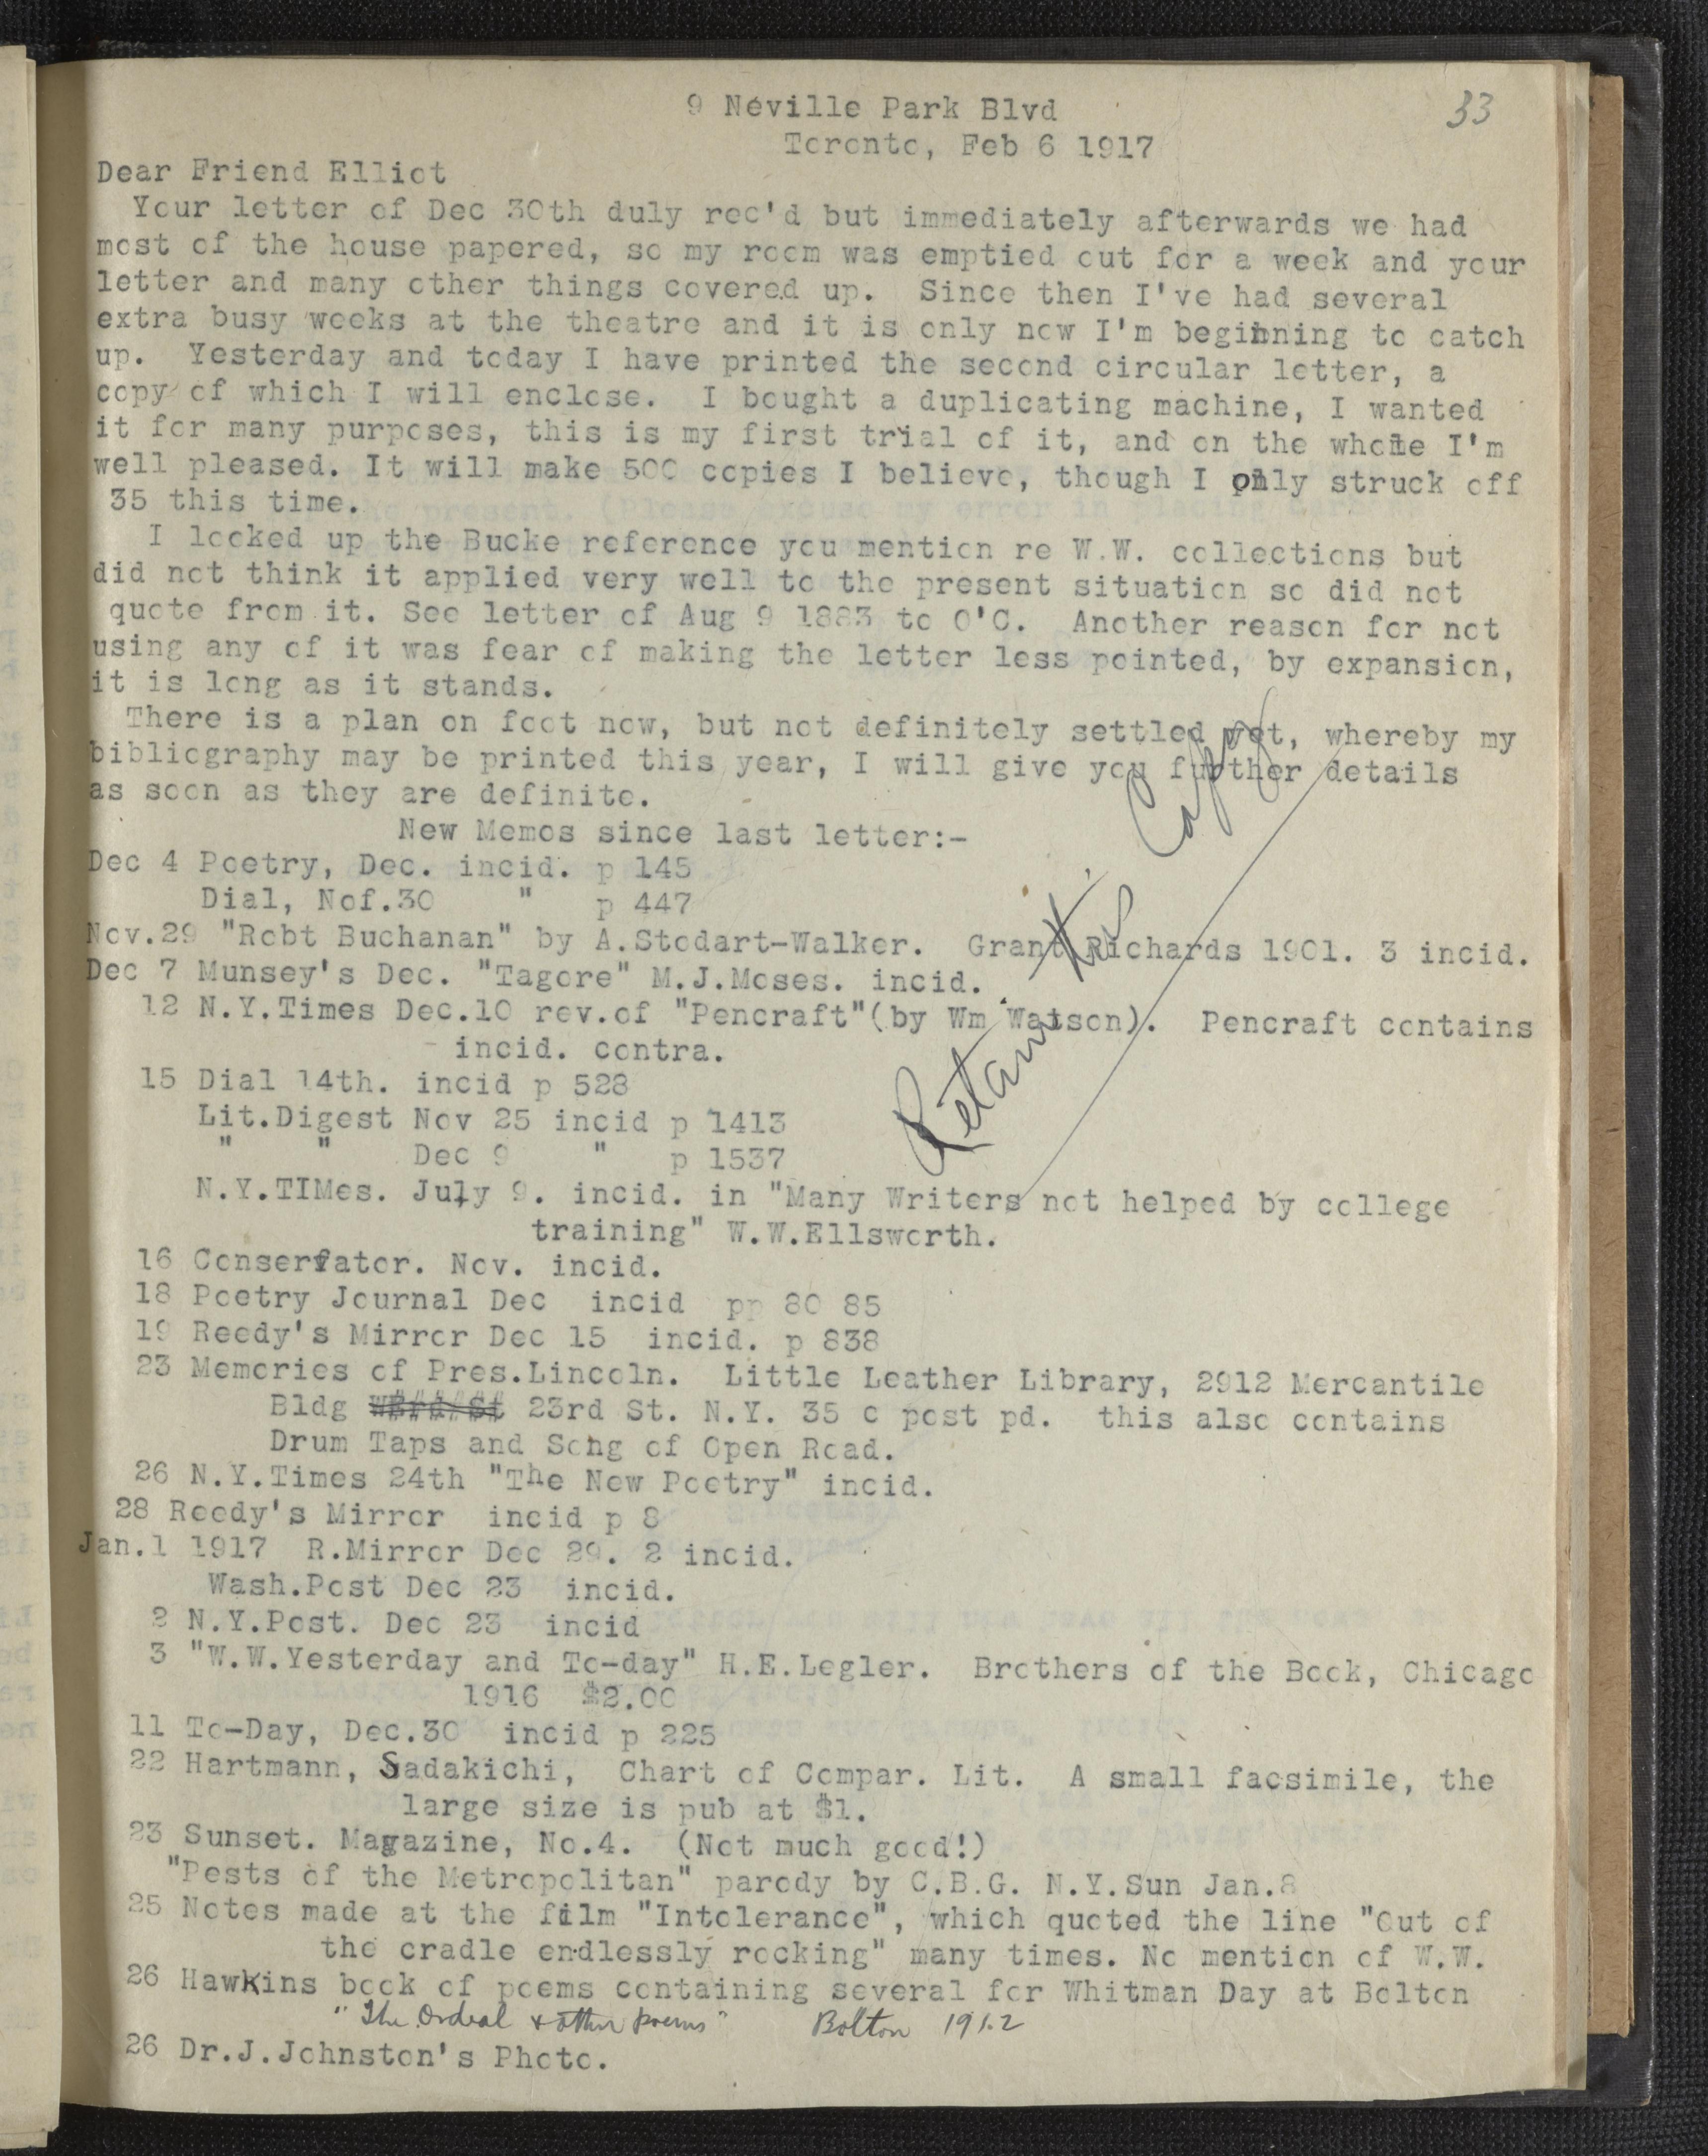 33
9 Neville Park Blvd
Toronto, Feb 6 1917
Dear Friend Elliot
Your letter of Dec 30th duly rec'd but immediately afterwards we had
most of the house papered, so my room was emptied out for a week and your
letter and many other things covered up.  Since then I've had several
extra busy weeks at the theatre and it is only now I'm beginning to catch
up.  Yesterday and today I have printed the second circular letter, a
copy of which I will enclose.  I bought a duplicating machine, I wanted
it for many purposes, this is my first trial of it, and on the whole I'm
well pleased. It will make 500 copies I believe, though I only struck off
35 this time.
I looked up the Bucke reference you mention re W.W. collections but
did not think it applied very well to the present situation so did not
quote from it. See letter of Aug 9 1883 to O'C.  Another reason for not
using any of it was fear of making the letter less pointed, by expansion,
it is long as it stands.
There is a plan on foot now, but not definitely settled yet, whereby my
bibliography may be printed this year, I will give you further details
as soon as they are definite.
New Memos since last letter:-
Dec 4 Poetry, Dec. incid. p 145
Dial, Nof.30 " p 447
Nov.29 "Robt Buchanan" by A.Stodart-Walker.  Grant Richards 1901. 3 incid.
Dec 7 Munsey's Dec. "Tagore" M.J.Moses. incid.
12 N.Y.Times Dec.10 rev.of "Pencraft"(by Wm Watson).  Pencraft contains
incid. contra.
15 Dial 14th. incid p 528
Lit.Digest Nov 25 incid p 1413
" " Dec 9 " p 1537
N.Y.TIMes. July 9. incid. in "Many Writers not helped by college
training" W.W.Ellsworth.
Retain this Copy
16 Conservator. Nov. incid.
18 Poetry Journal Dec  incid  pp 80 85
19 Reedy's Mirror Dec 15  incid. p 838
23 Memories of Pres.Lincoln.  Little Leather Library, 2912 Mercantile
Bldg 23rd St. N.Y. 35 c post pd.  this also contains
Drum Taps and Song of Open Road.
26 N.Y.Times 24th "The New Poetry" incid.
28 Reedy's Mirror  incid p 8
Jan.1 1917  R.Mirror Dec 29. 2 incid.
Wash.Post Dec 23  incid.
2 N.Y.Post. Dec 23  incid
3 "W.W.Yesterday and To-day" H.E.Legler.  Brothers of the Book, Chicago
1916  $2.00
11 To-Day, Dec.30  incid p 225
22 Hartmann, Sadakichi,  Chart of Compar. Lit.  A small facsimile, the
large size is pub at $1.
23 Sunset. Magazine, No.4.  (Not much good!)
"Pests of the Metropolitan" parody by C.B.G. N.Y.Sun Jan.8
25 Notes made at the film "Intolerance", which quoted the line "Out of
the cradle endlessly rocking" many times. No mention of W.W.
26 Hawkins book of poems containing several for Whitman Day at Bolton
"The Ordeal & other poems" Bolton 1912
26 Dr.J.Johnston's Photo.